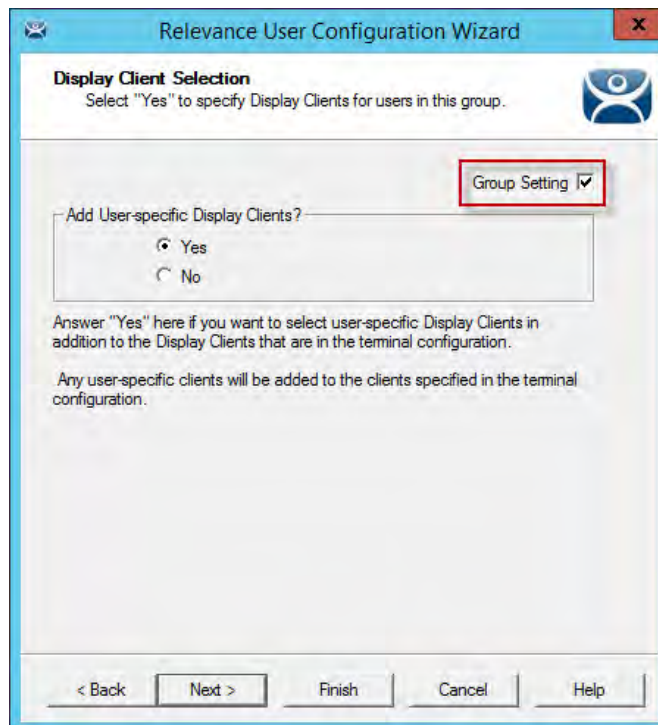 Relevance User Configuration Wizard
x
Display Client Selection
Select "Yes" to specify Display Clients for users in this group.
Group Setting
Add User-specific Display Clients?
Yes
No
Answer "Yes" here if you want to select user-specific Display Clients in
addition to the Display Clients that are in the terminal configuration.
Any user-specific clients will be added to the clients specified in the terminal
configuration.
< Back Next > Finish Cancel Help